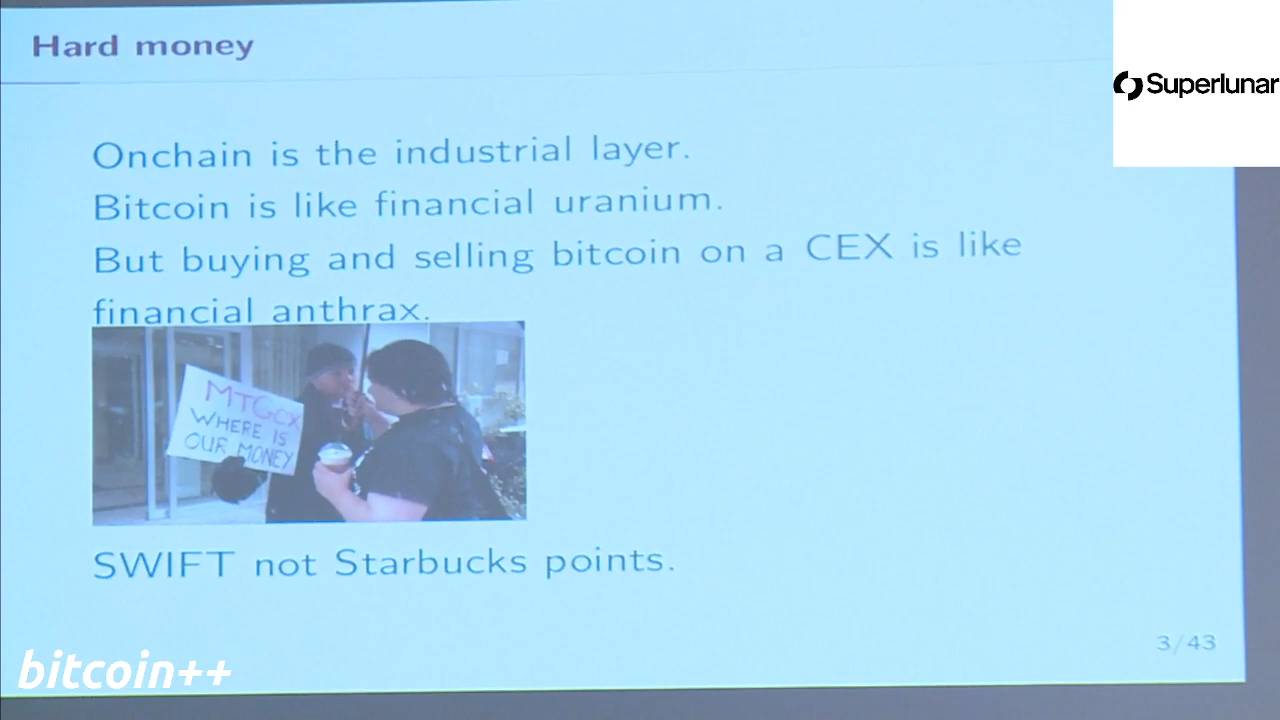 Hard money
Superlunar
Onchain is the industrial layer.
Bitcoin is like financial uranium.
But buying and selling bitcoin on a CEX is like
financial anthrax.
MTGOX
WHERE IS
OUR MONEY
SWIFT not Starbucks points.
3/43
bitcoin++